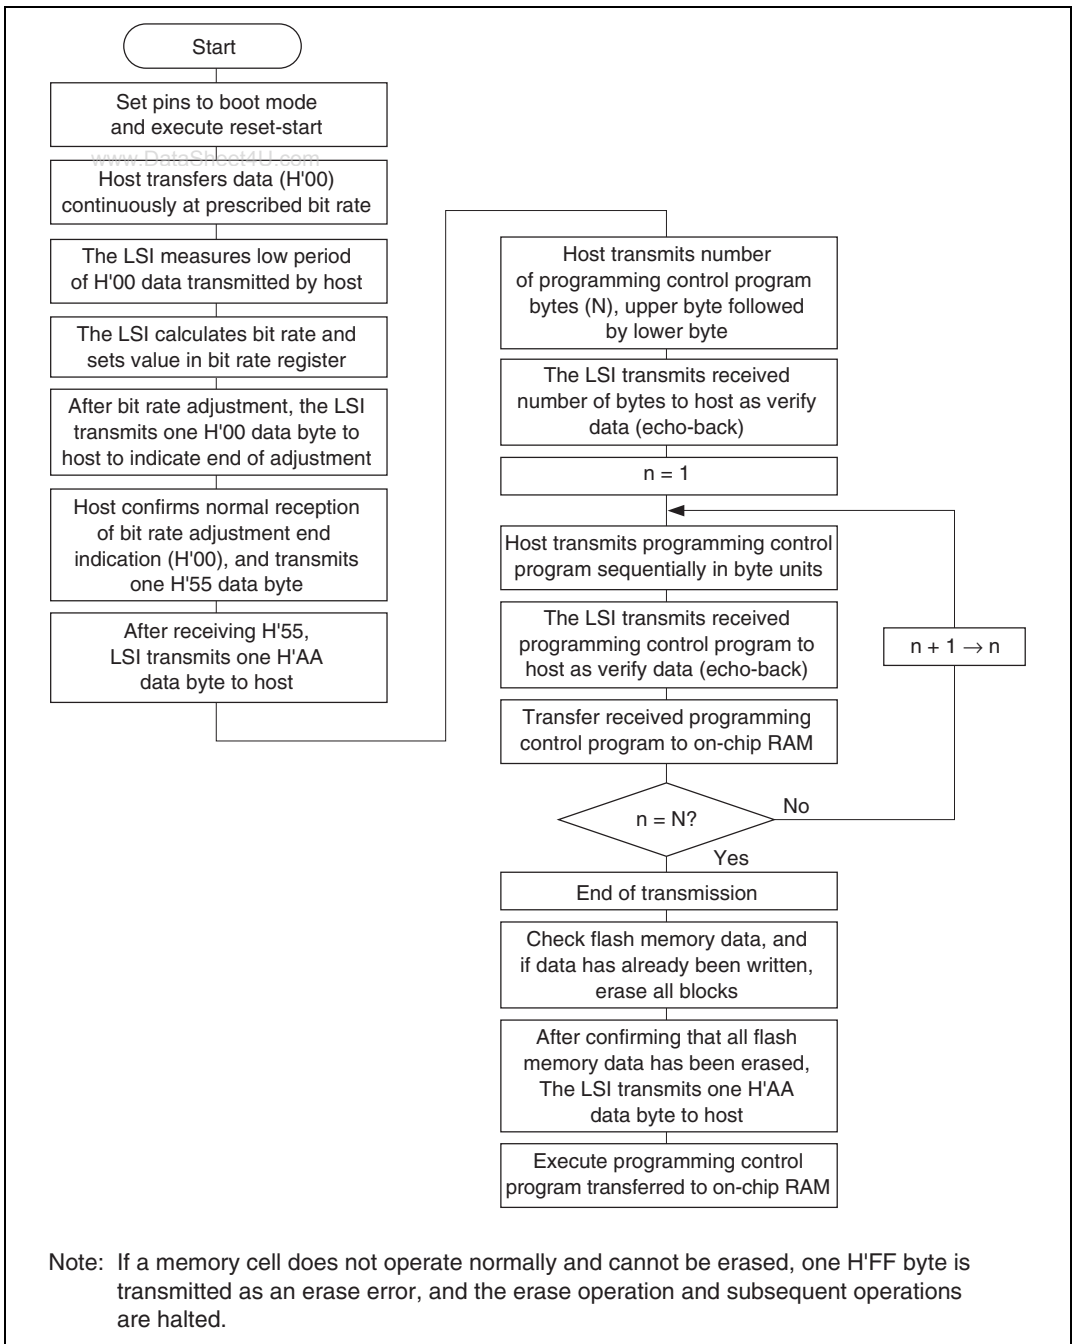 Start
Set pins to boot mode
and execute reset-start
www.DataSheet4U.com
Host transfers data (H'00)
continuously at prescribed bit rate
The LSI measures low period
of H'00 data transmitted by host
The LSI calculates bit rate and
sets value in bit rate register
After bit rate adjustment, the LSI
transmits one H'00 data byte to
host to indicate end of adjustment
Host confirms normal reception
of bit rate adjustment end
indication (H'00), and transmits
one H'55 data byte
After receiving H'55,
LSI transmits one H'AA
data byte to host
Host transmits number
of programming control program
bytes (N), upper byte followed
by lower byte
The LSI transmits received
number of bytes to host as verify
data (echo-back)
n = 1
Host transmits programming control
program sequentially in byte units
The LSI transmits received
programming control program to
host as verify data (echo-back)
n + 1 → n
Transfer received programming
control program to on-chip RAM
n = N?
No
Yes
End of transmission
Check flash memory data, and
if data has already been written,
erase all blocks
After confirming that all flash
memory data has been erased,
The LSI transmits one H'AA
data byte to host
Execute programming control
program transferred to on-chip RAM
Note: If a memory cell does not operate normally and cannot be erased, one H'FF byte is
transmitted as an erase error, and the erase operation and subsequent operations
are halted.